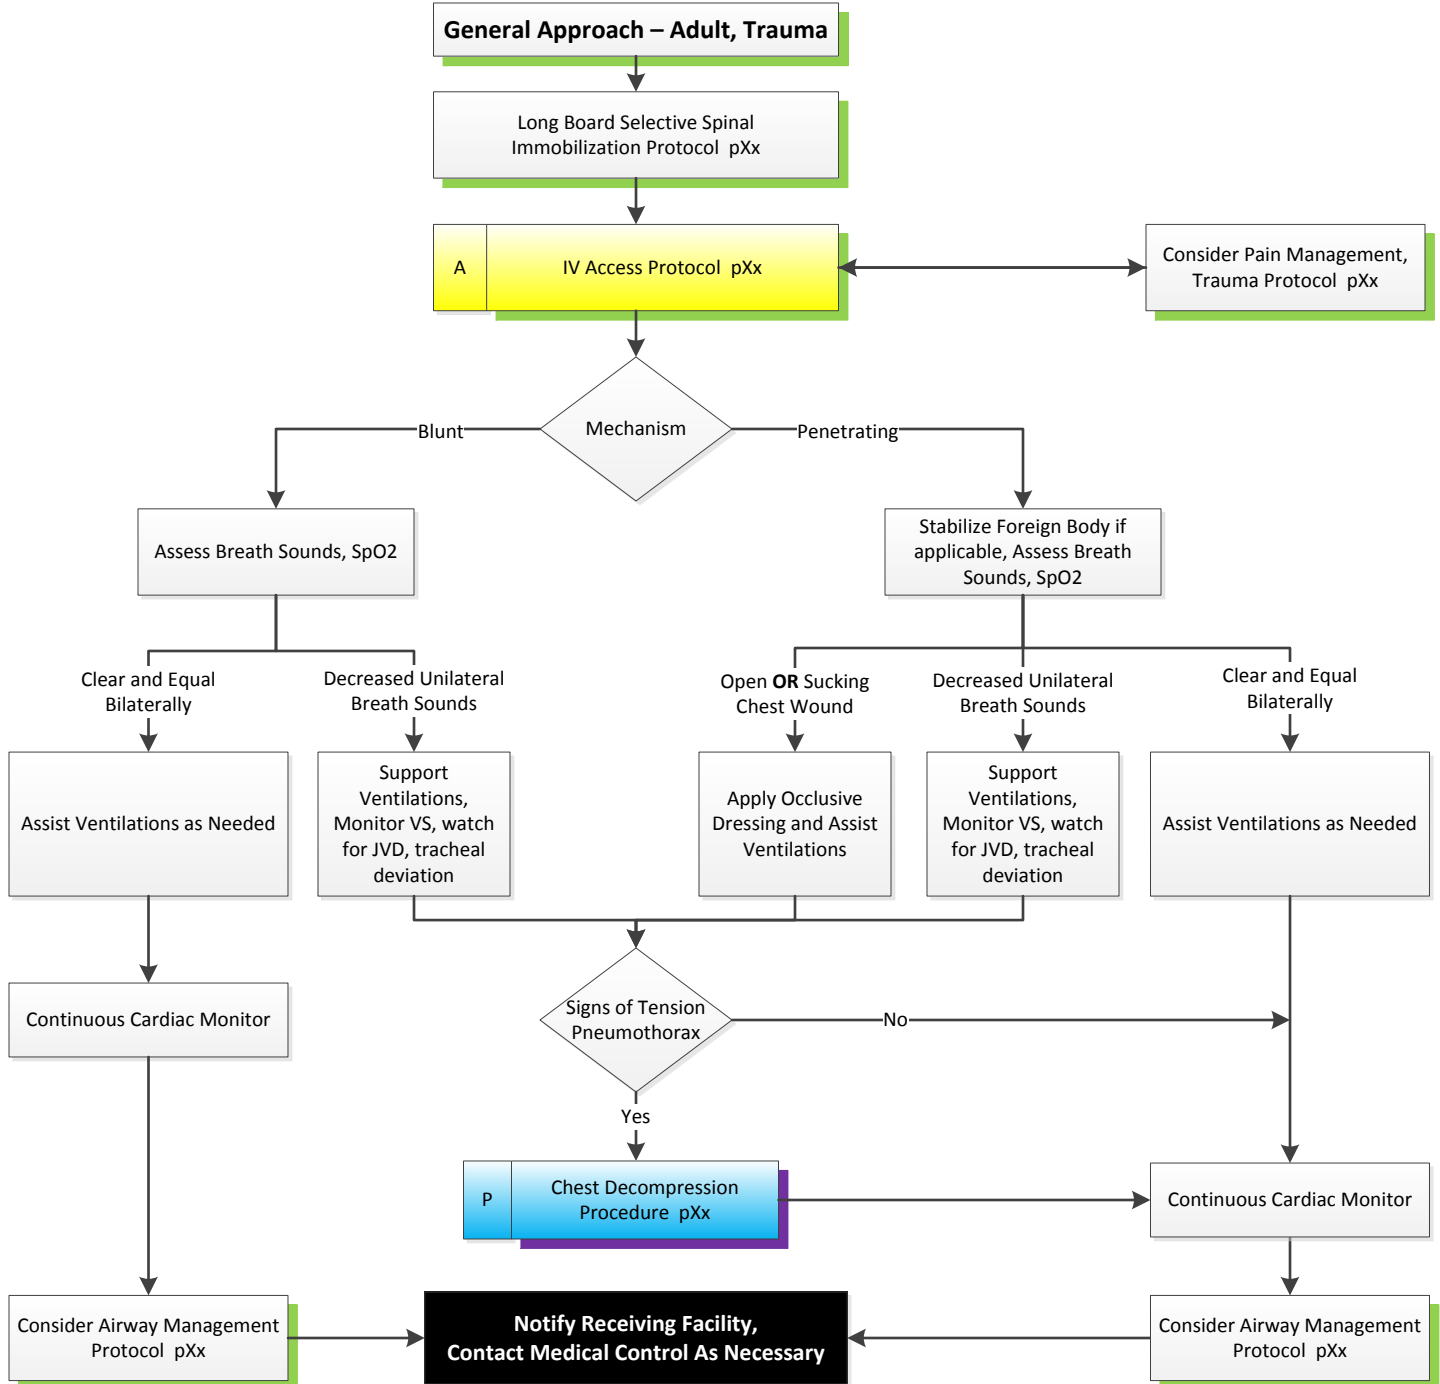 General Approach – Adult, Trauma
Long Board Selective Spinal
Immobilization Protocol pXx
A
IV Access Protocol pXx
Consider Pain Management,
Trauma Protocol pXx
Mechanism
Blunt
Penetrating
Assess Breath Sounds, SpO2
Stabilize Foreign Body if
applicable, Assess Breath
Sounds, SpO2
Clear and Equal
Bilaterally
Decreased Unilateral
Breath Sounds
Open OR Sucking
Chest Wound
Decreased Unilateral
Breath Sounds
Clear and Equal
Bilaterally
Assist Ventilations as Needed
Support
Ventilations,
Monitor VS, watch
for JVD, tracheal
deviation
Apply Occlusive
Dressing and Assist
Ventilations
Support
Ventilations,
Monitor VS, watch
for JVD, tracheal
deviation
Assist Ventilations as Needed
Continuous Cardiac Monitor
Signs of Tension
Pneumothorax
No
Yes
P
Chest Decompression
Procedure pXx
Continuous Cardiac Monitor
Consider Airway Management
Protocol pXx
Notify Receiving Facility,
Contact Medical Control As Necessary
Consider Airway Management
Protocol pXx